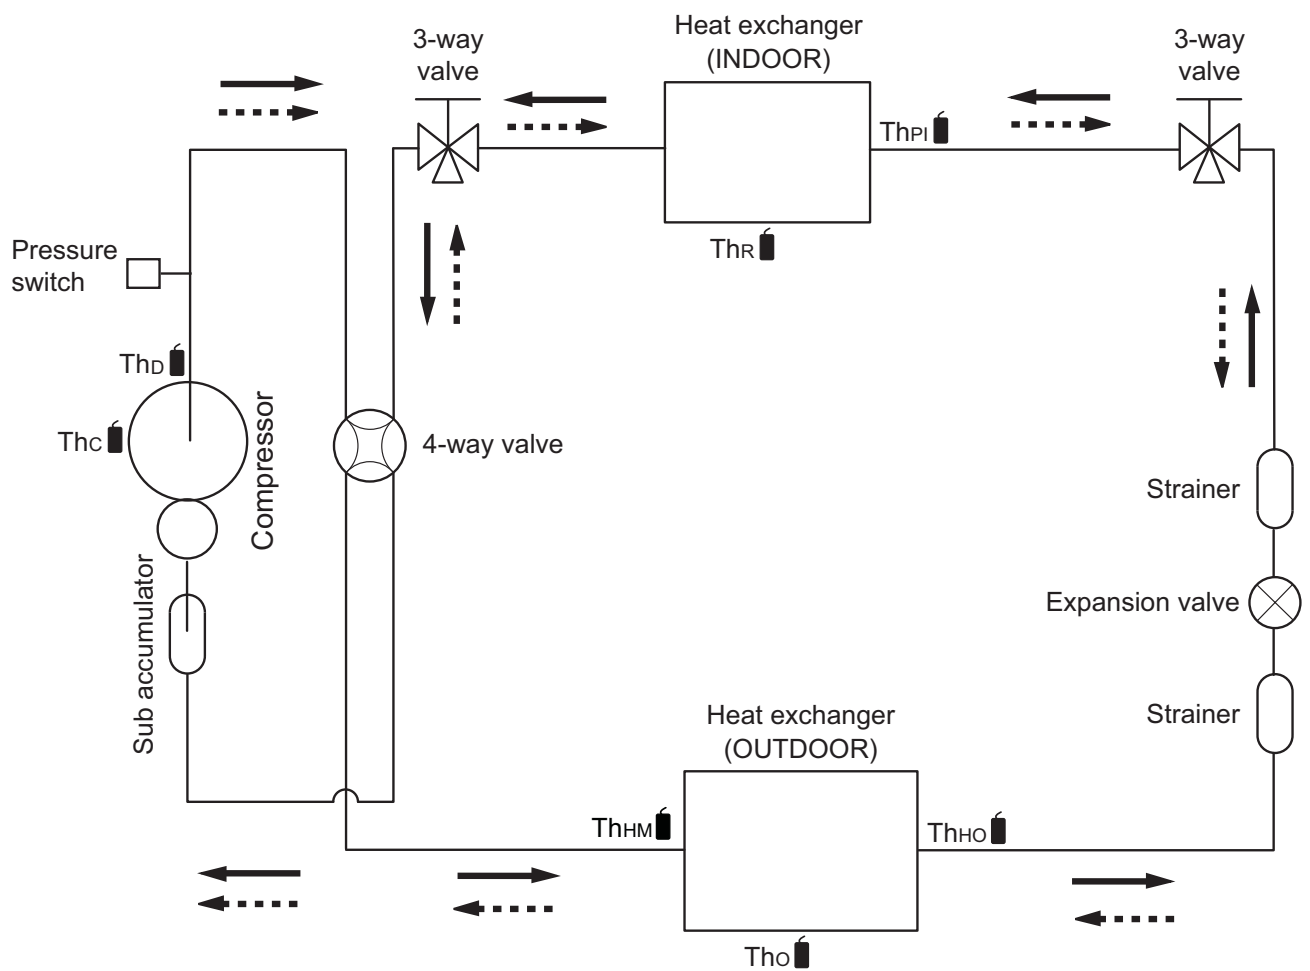 Heat exchanger
(INDOOR)
3-way
valve
3-way
valve
ThPI
ThR
Pressure
switch
ThD
ThC
Compressor
4-way valve
Strainer
Sub accumulator
Expansion valve
Strainer
Heat exchanger
(OUTDOOR)
ThHM
ThHO
ThO